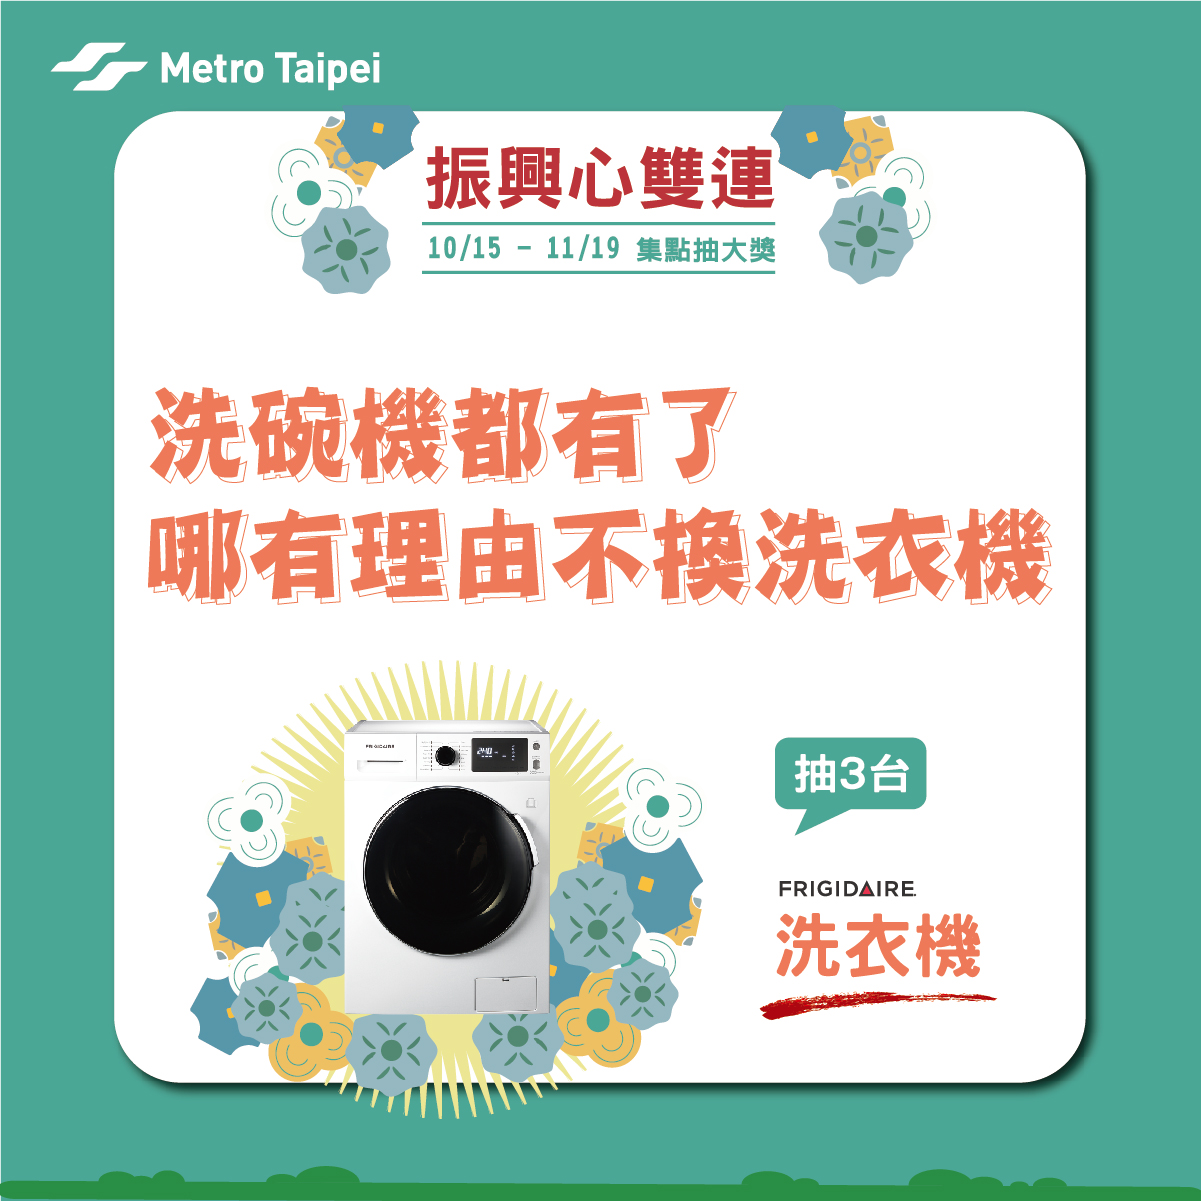 Metro Taipei
振興心雙連
10/15 - 11/19 集點抽大獎
洗碗機都有了
哪有理由不換洗衣機
FRIGIDAIRE
抽3台
FRIGIDAIRE
洗衣機